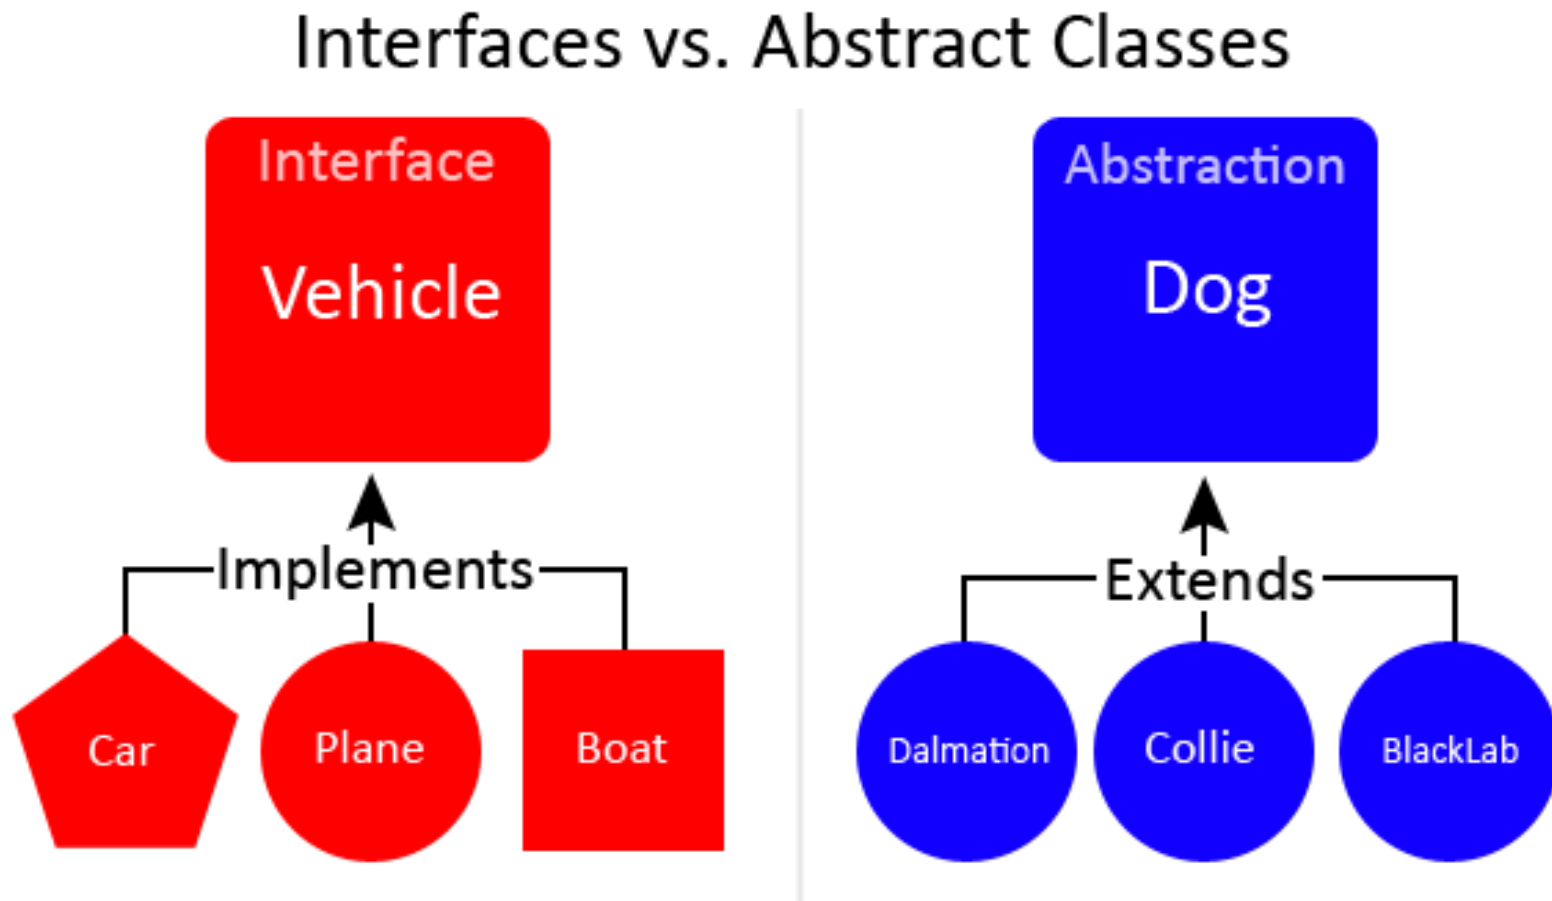 Interfaces vs. Abstract Classes
Interface
Vehicle
Implements
Car
Plane
Boat
Abstraction
Dog
Extends
Dalmation
Collie
BlackLab